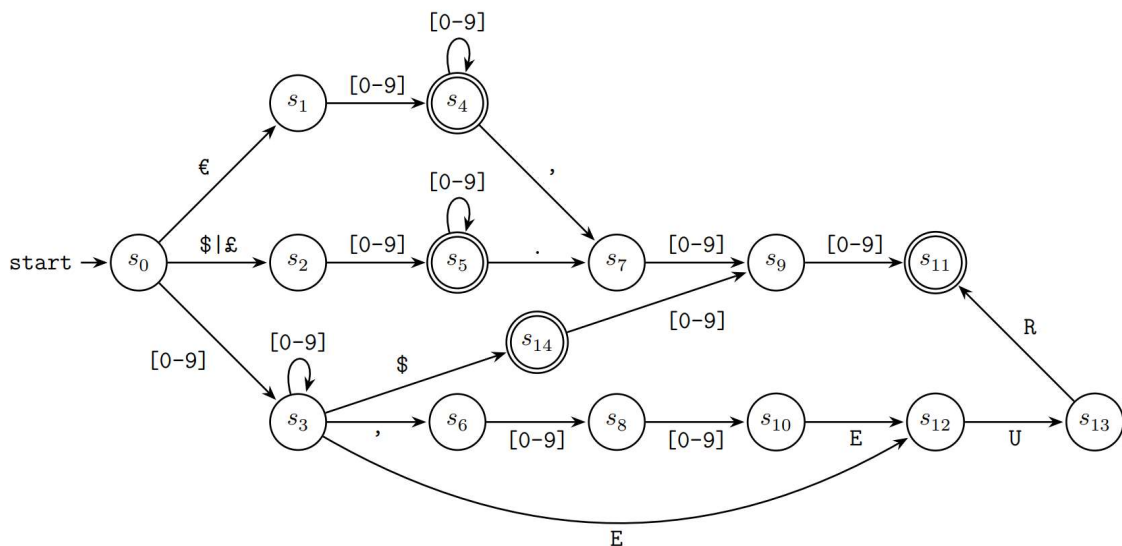 [0-9]
s1
[0-9]
s4
€
,
[0-9]
start
s0
$|£
s2
[0-9]
s5
.
s7
[0-9]
s9
[0-9]
s11
[0-9]
[0-9]
$
s14
[0-9]
R
s3
,
s6
[0-9]
s8
[0-9]
s10
E
s12
U
s13
E